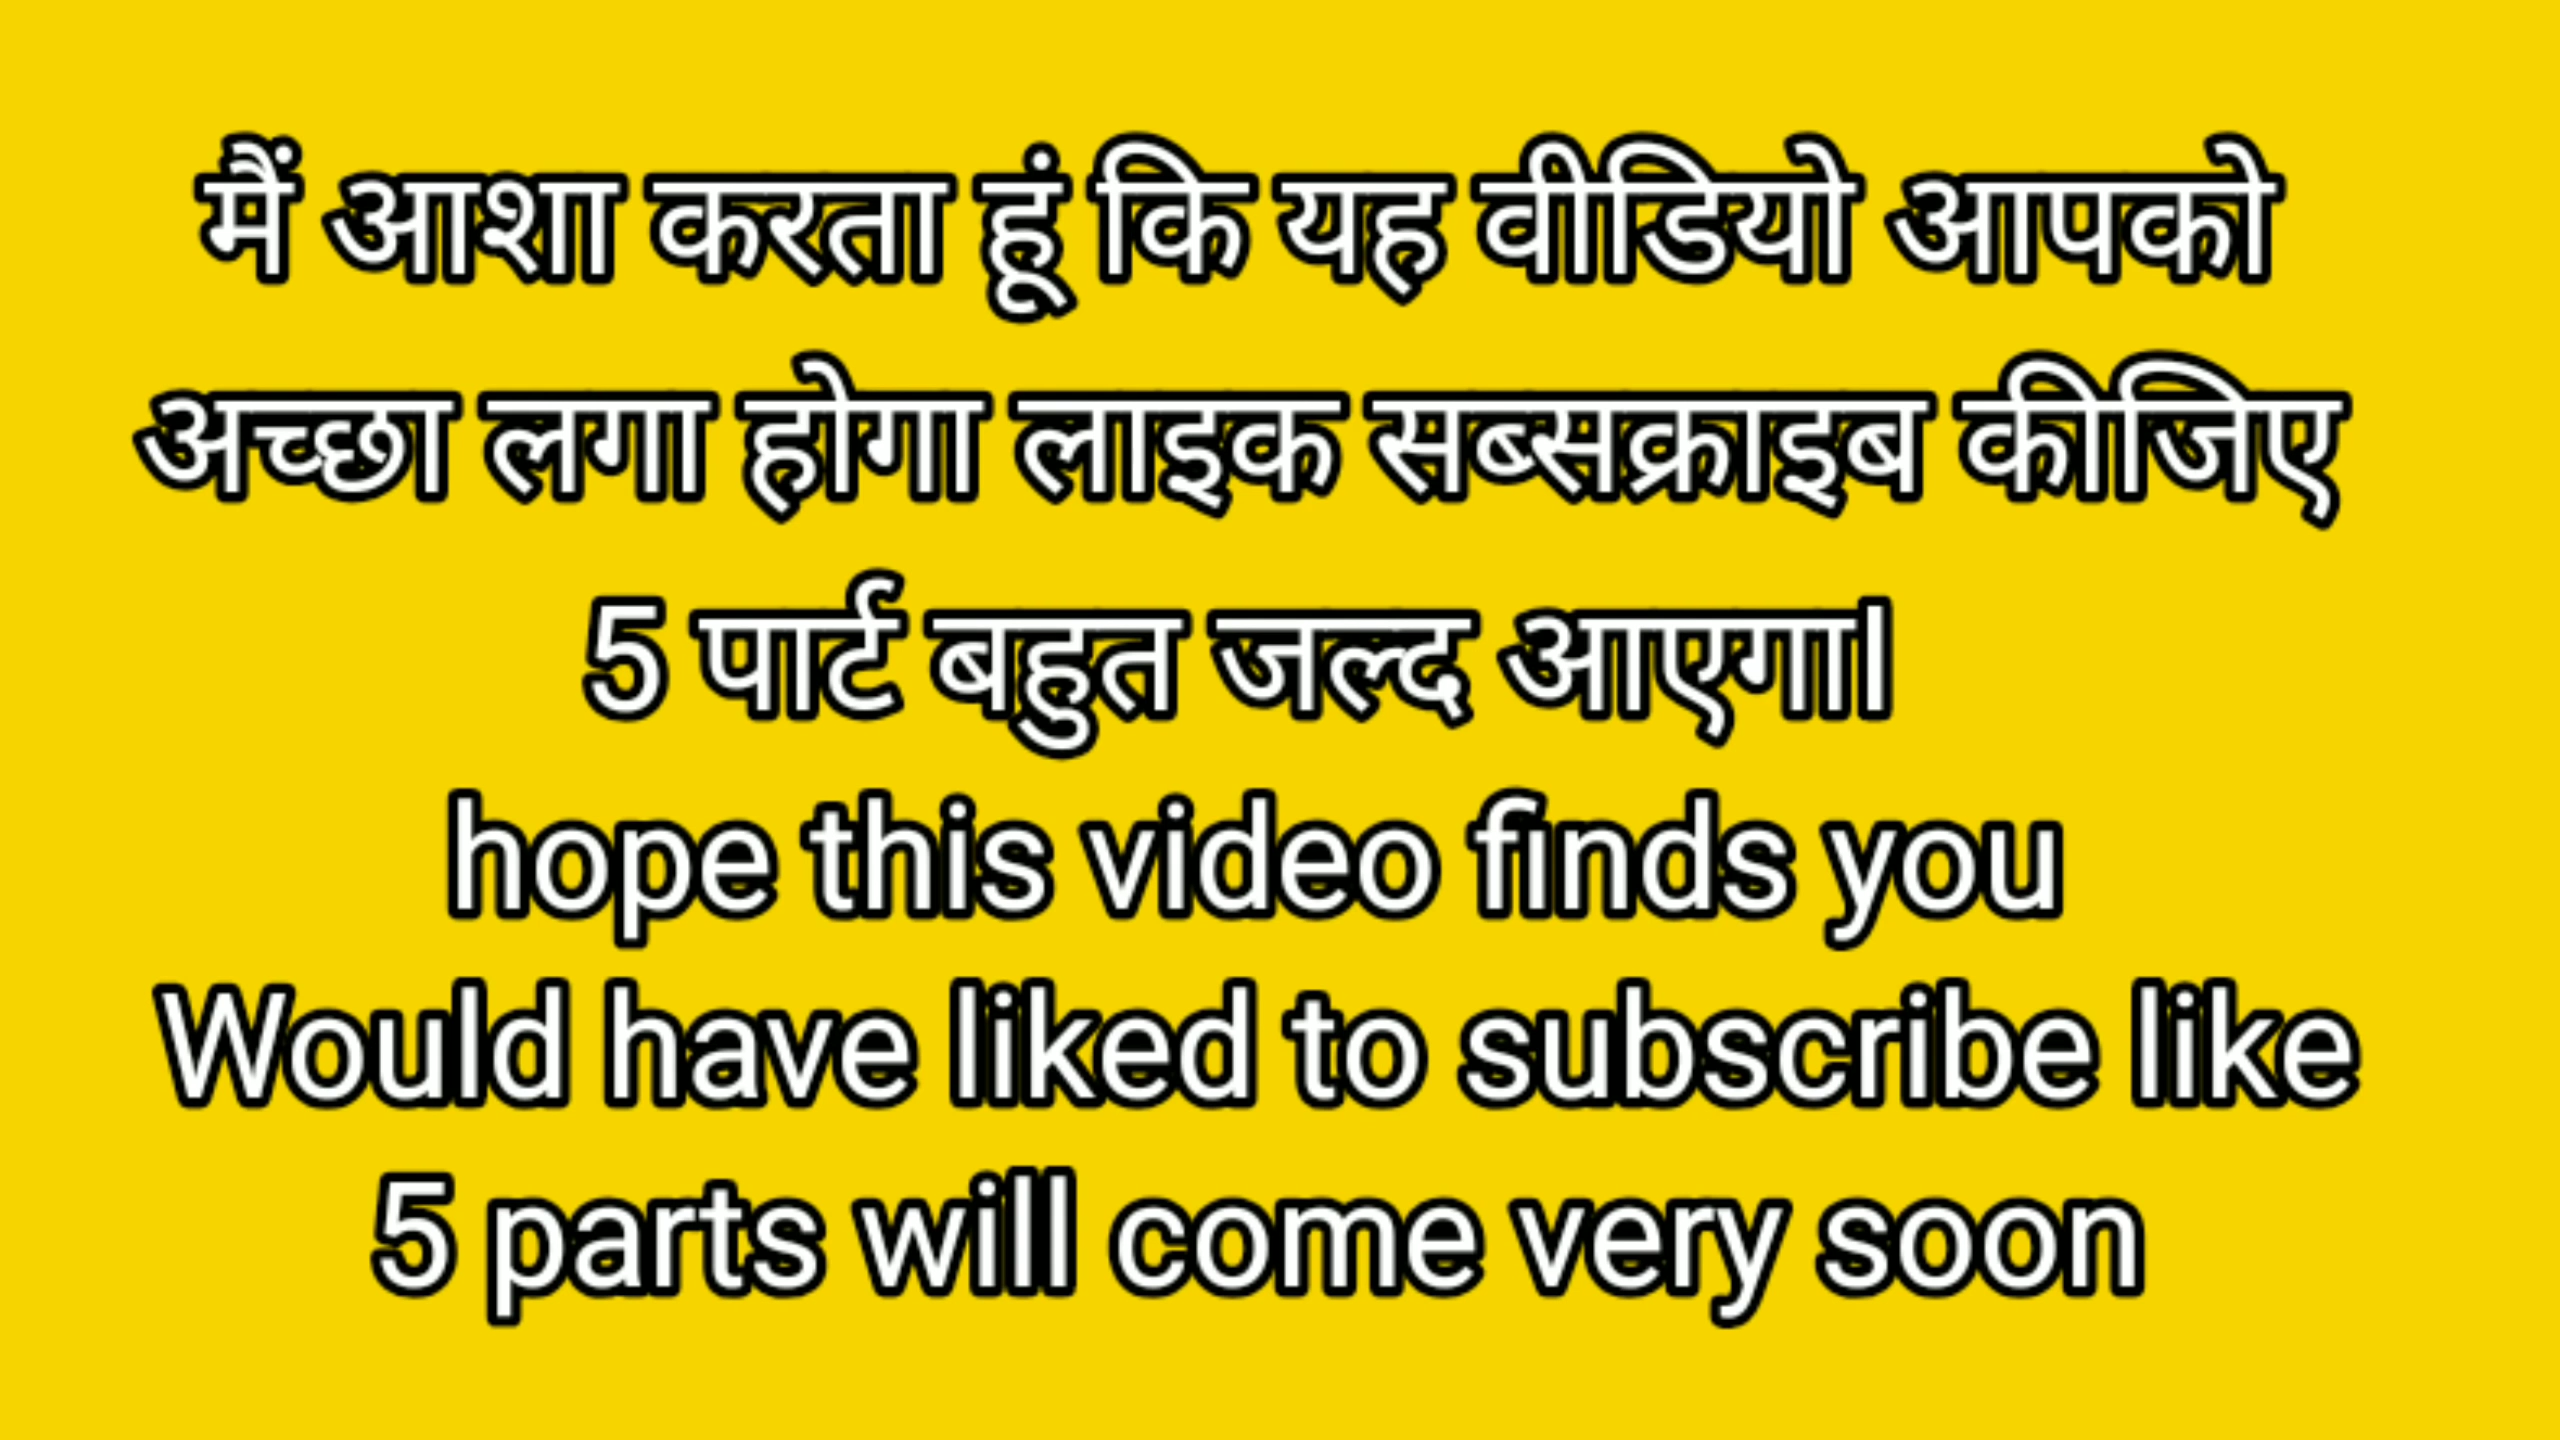 मैं आशा करता हूं कि यह वीडियो आपको
अच्छा लगा होगा लाइक सब्सक्राइब कीजिए
5 पार्ट बहुत जल्द आएगाI
hope this video finds you
Would have liked to subscribe like
5 parts will come very soon